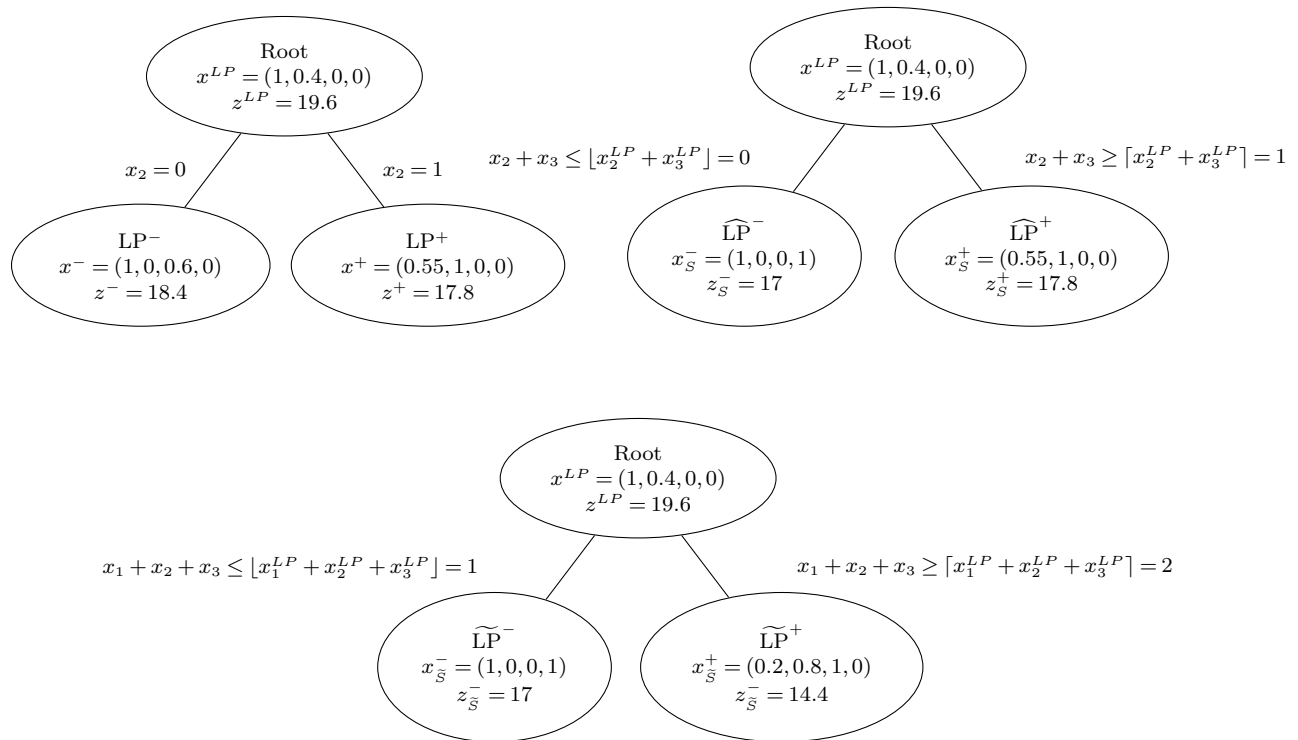 Root
x^{LP} = (1, 0.4, 0, 0)
z^{LP} = 19.6
x_2 = 0
x_2 = 1
LP^-
x^- = (1, 0, 0.6, 0)
z^- = 18.4
LP^+
x^+ = (0.55, 1, 0, 0)
z^+ = 17.8
Root
x^{LP} = (1, 0.4, 0, 0)
z^{LP} = 19.6
x_2 + x_3 ≤ ⌊x_2^{LP} + x_3^{LP}⌋ = 0
x_2 + x_3 ≥ ⌈x_2^{LP} + x_3^{LP}⌉ = 1
\widehat{LP}^-
x_S^- = (1, 0, 0, 1)
z_S^- = 17
\widehat{LP}^+
x_S^+ = (0.55, 1, 0, 0)
z_S^+ = 17.8
Root
x^{LP} = (1, 0.4, 0, 0)
z^{LP} = 19.6
x_1 + x_2 + x_3 ≤ ⌊x_1^{LP} + x_2^{LP} + x_3^{LP}⌋ = 1
x_1 + x_2 + x_3 ≥ ⌈x_1^{LP} + x_2^{LP} + x_3^{LP}⌉ = 2
\widetilde{LP}^-
x_{\tilde{S}}^- = (1, 0, 0, 1)
z_{\tilde{S}}^- = 17
\widetilde{LP}^+
x_{\tilde{S}}^+ = (0.2, 0.8, 1, 0)
z_{\tilde{S}}^- = 14.4